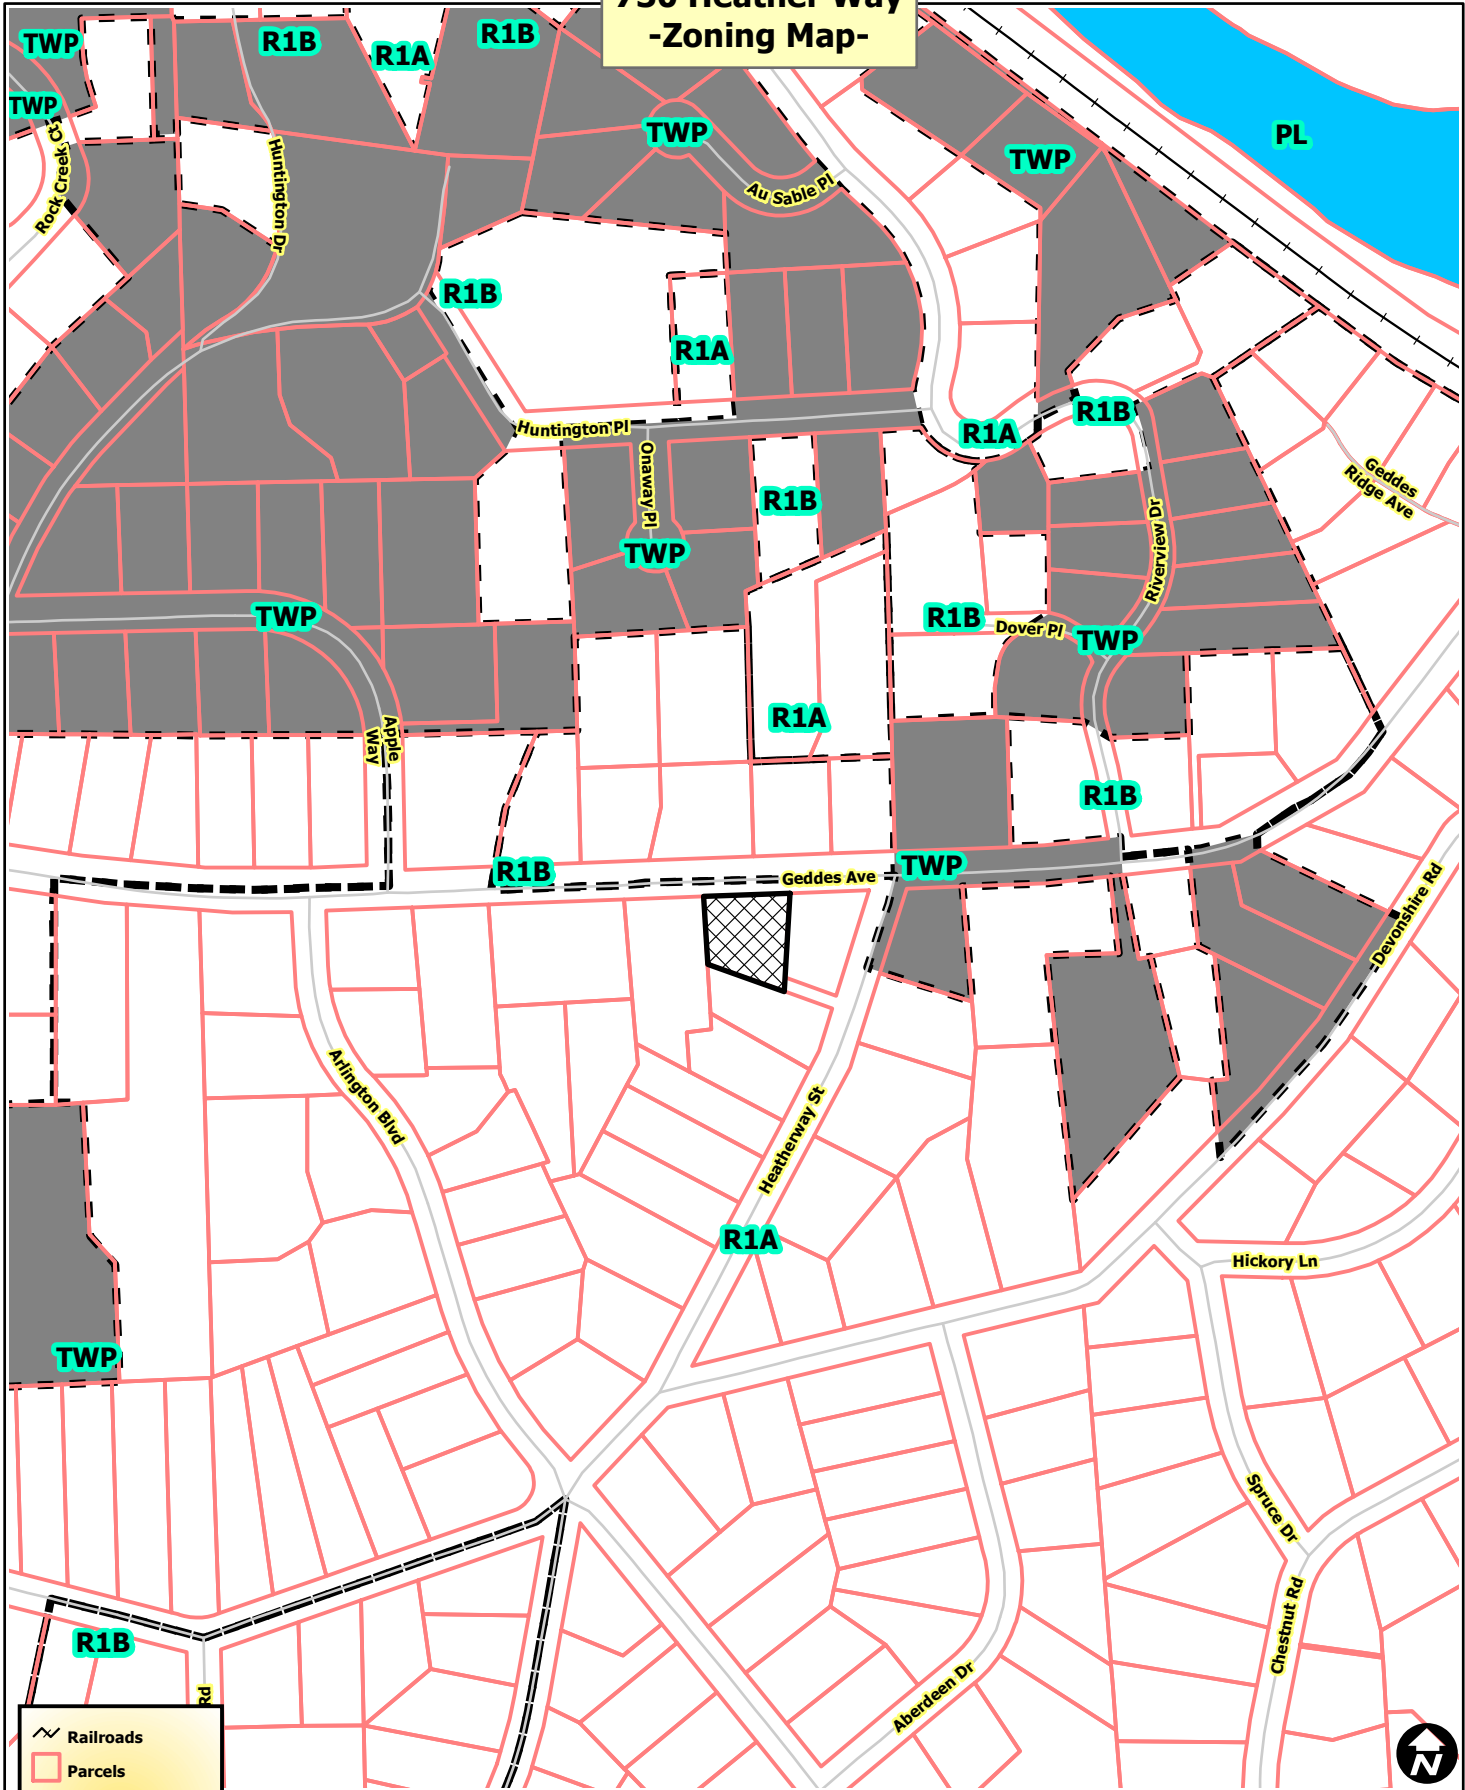 -Zoning Map-
TWP
R1B
R1A
R1B
TWP
TWP
TWP
PL
Rock Creek Ct
Huntington Dr
Au Sable Pl
R1B
R1A
Huntington Pl
R1A
R1B
Onaway Pl
R1B
TWP
Geddes
Ridge Ave
Riverview Dr
TWP
R1B
Dover Pl
TWP
R1A
Apple
Way
R1B
R1B
TWP
Geddes Ave
Devonshire Rd
Arlington Blvd
Heatherway St
R1A
Hickory Ln
TWP
Spruce Dr
Chestnut Rd
R1B
Rd
Aberdeen Dr
Railroads
Parcels
N